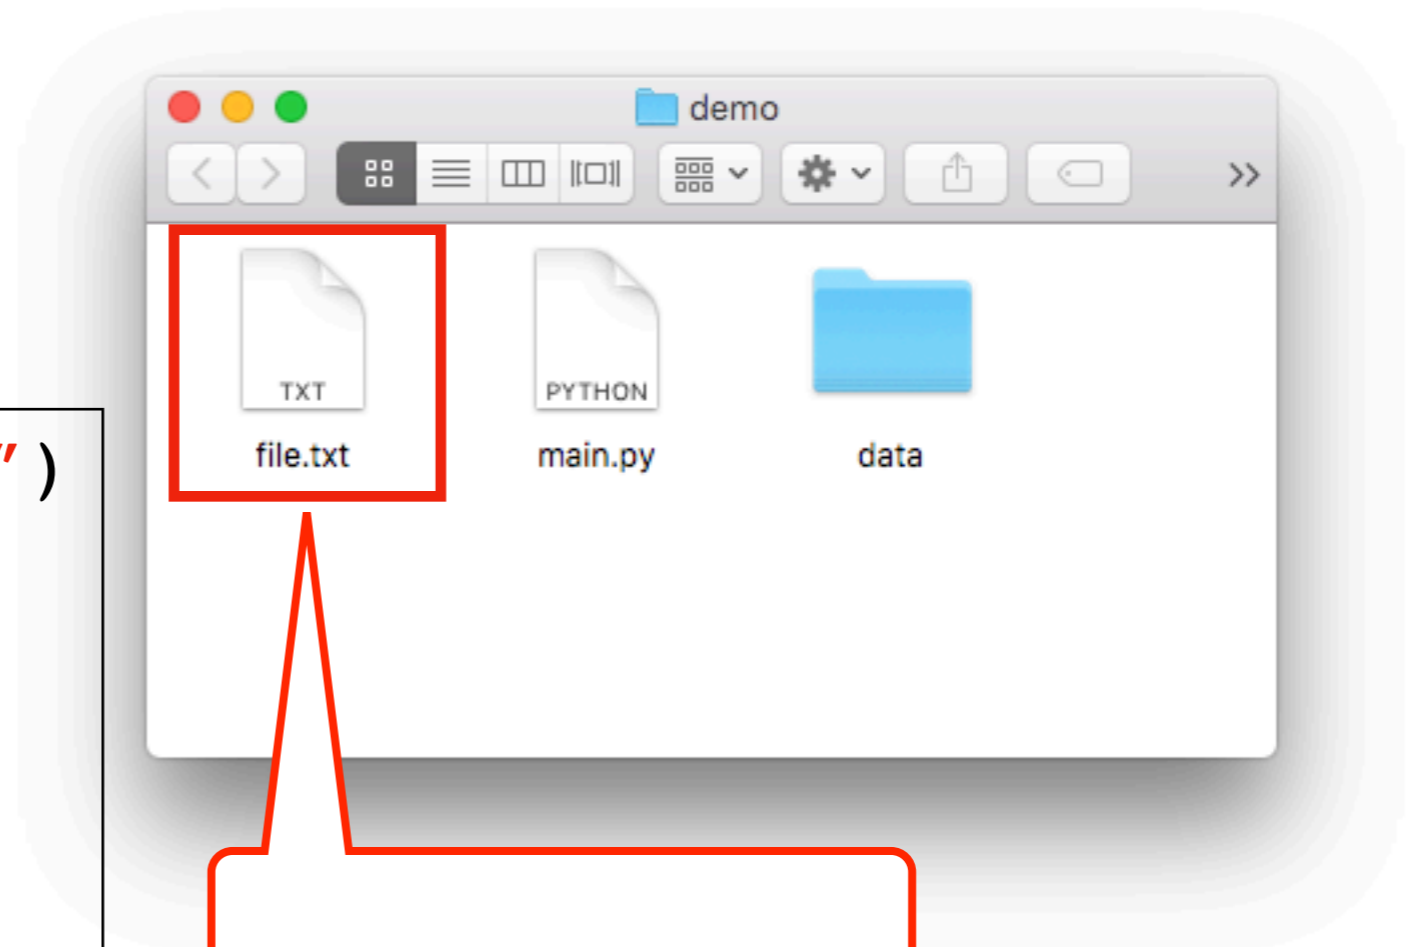 demo
TXT
PYTHON
file.txt
main.py
data
")